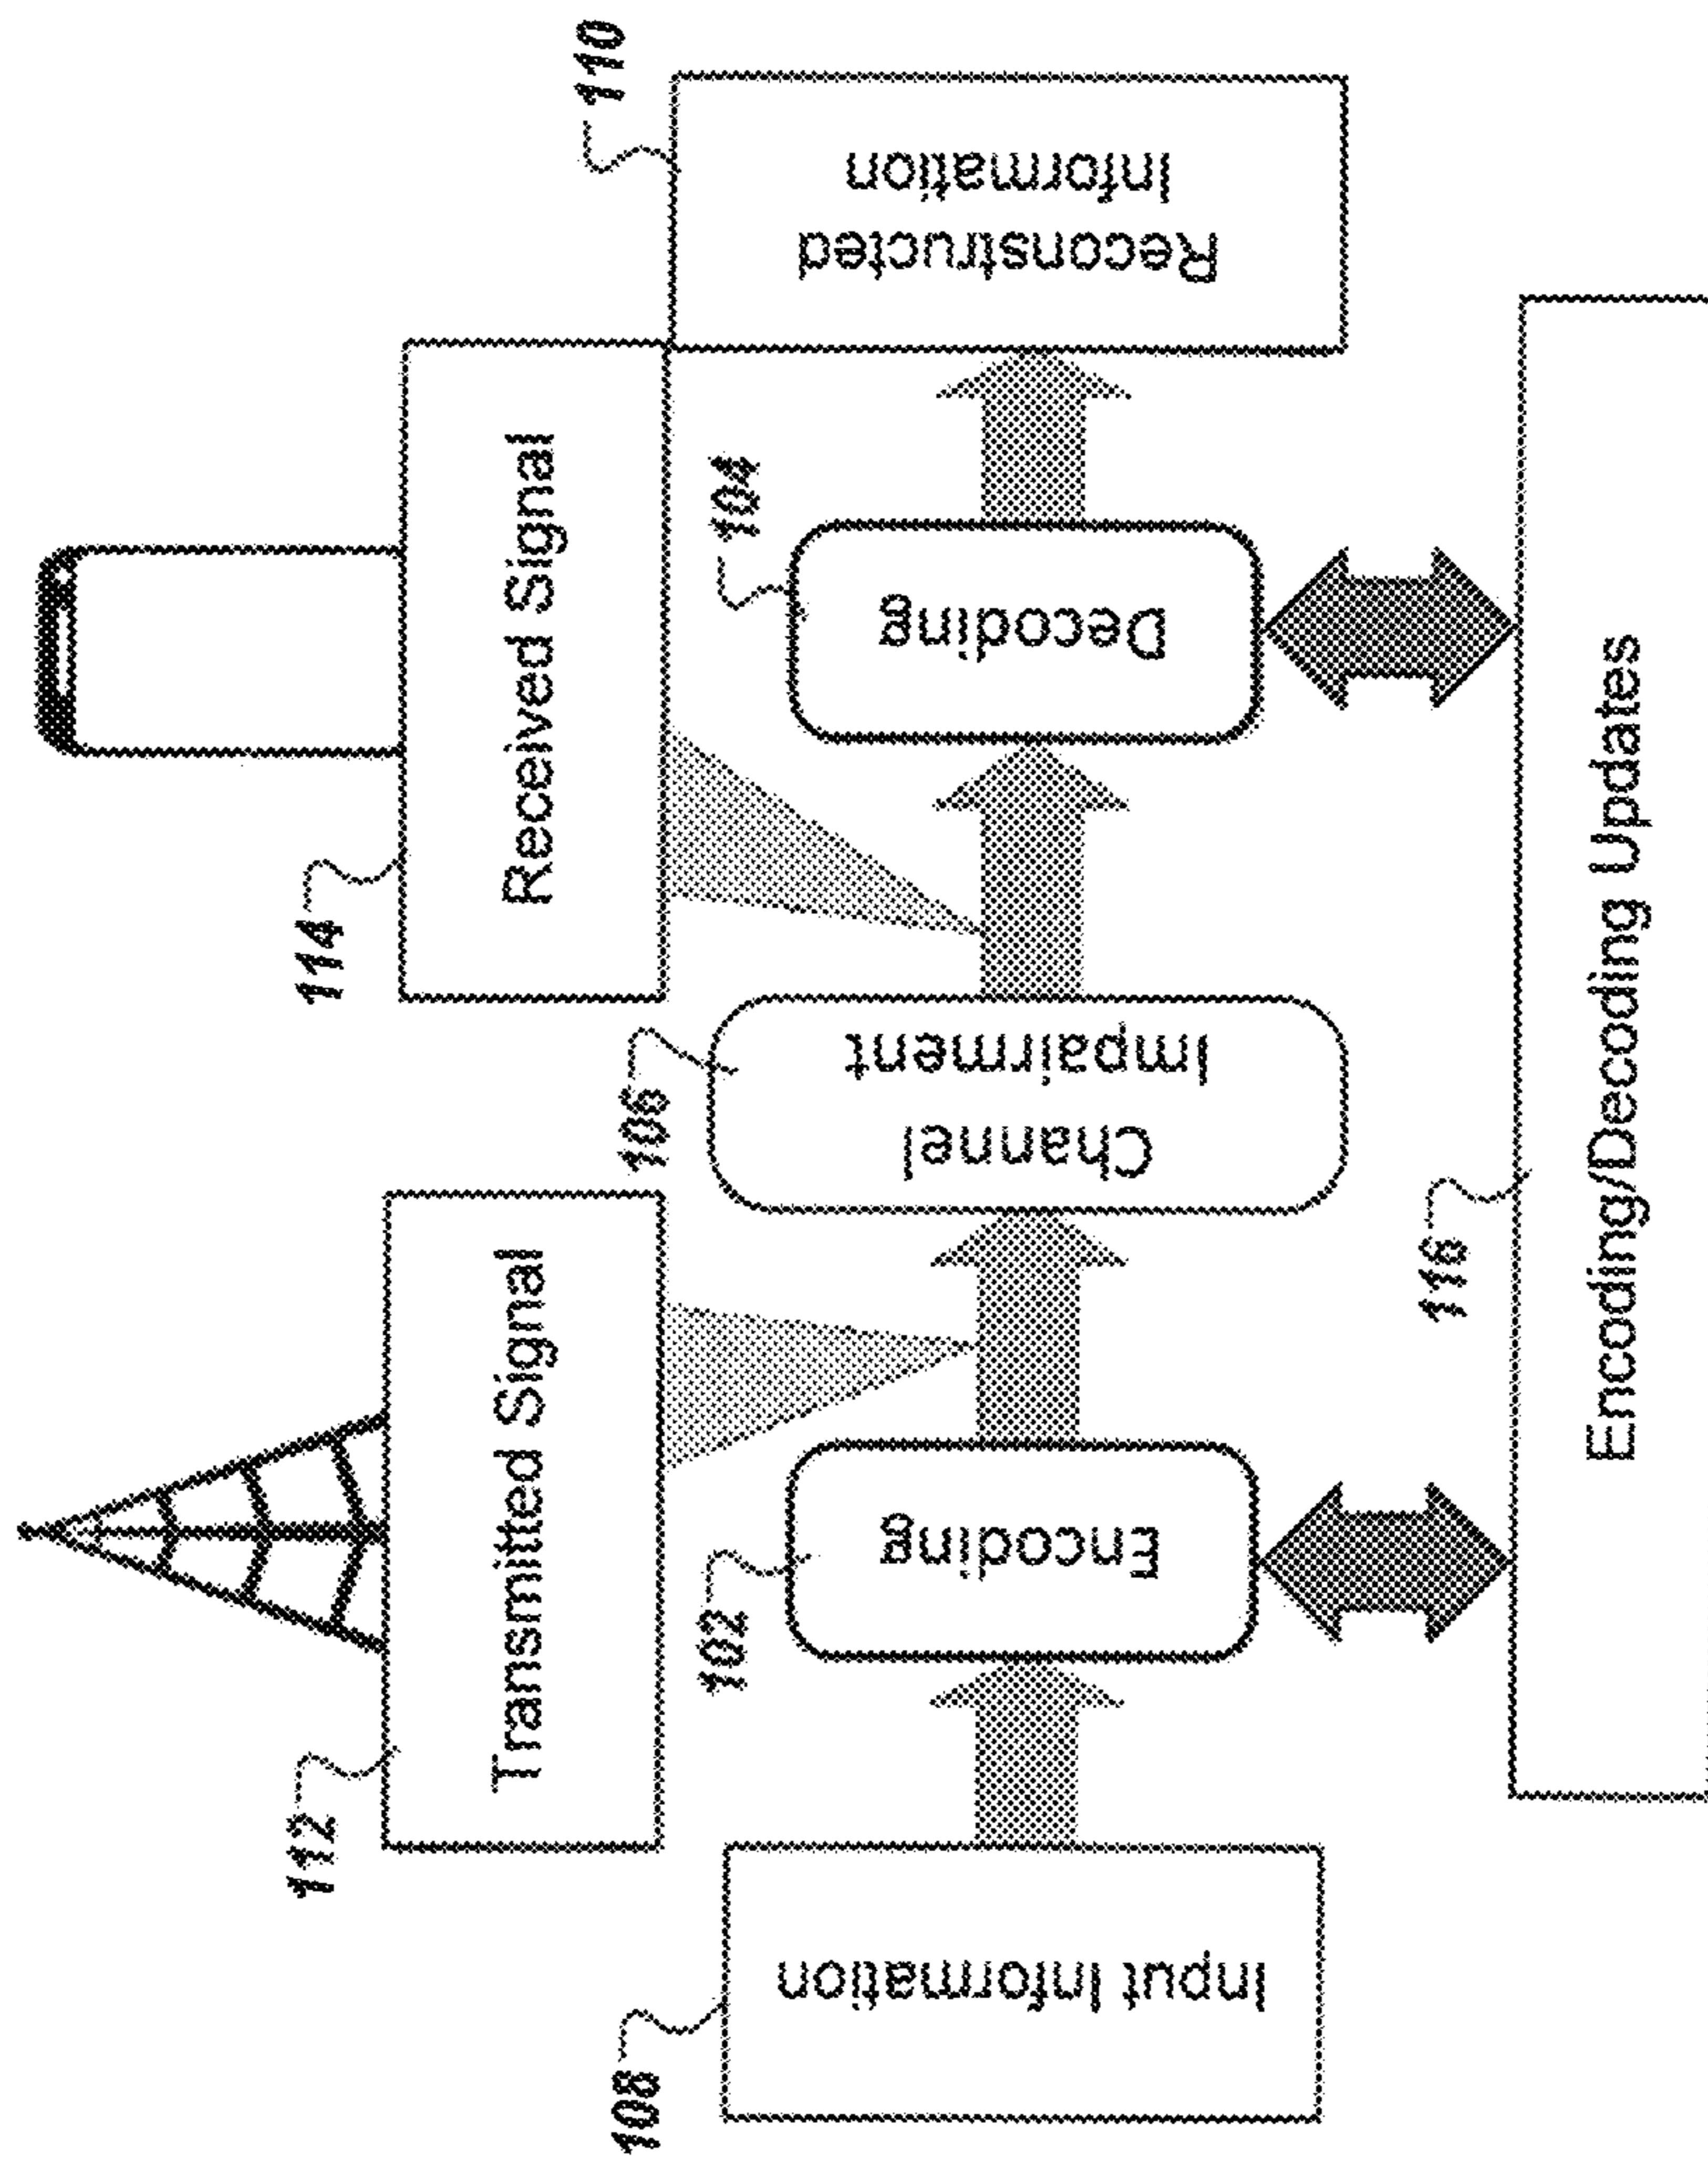 112
Transmitted Signal
114
Received Signal
108
Input Information
102
Encoding
106
Channel
Impairment
104
Decoding
110
Reconstructed
Information
116
Encoding/Decoding Updates